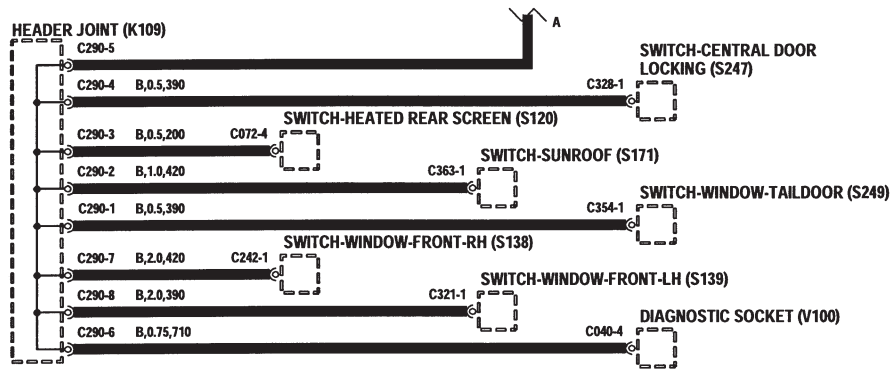 HEADER JOINT (K109)
A
C290-5
SWITCH-CENTRAL DOOR
LOCKING (S247)
C290-4 B,0.5,390 C328-1
SWITCH-HEATED REAR SCREEN (S120)
C290-3 B,0.5,200 C072-4
SWITCH-SUNROOF (S171)
C290-2 B,1.0,420 C363-1
SWITCH-WINDOW-TAILDOOR (S249)
C290-1 B,0.5,390 C354-1
SWITCH-WINDOW-FRONT-RH (S138)
C290-7 B,2.0,420 C242-1
SWITCH-WINDOW-FRONT-LH (S139)
C290-8 B,2.0,390 C321-1
DIAGNOSTIC SOCKET (V100)
C290-6 B,0.75,710 C040-4